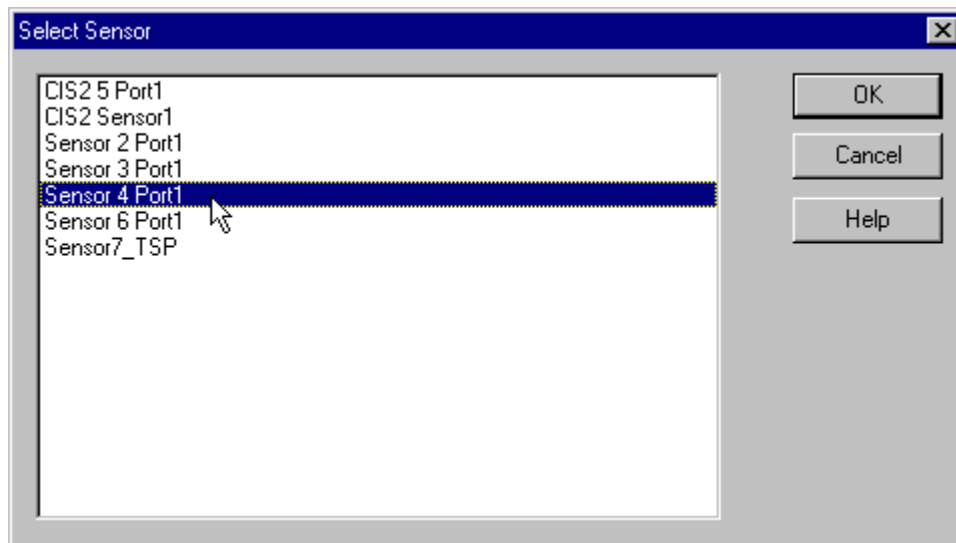 Select Sensor
CIS2 5 Port1
CIS2 Sensor1
Sensor 2 Port1
Sensor 3 Port1
Sensor 4 Port1
Sensor 6 Port1
Sensor7_TSP
OK
Cancel
Help